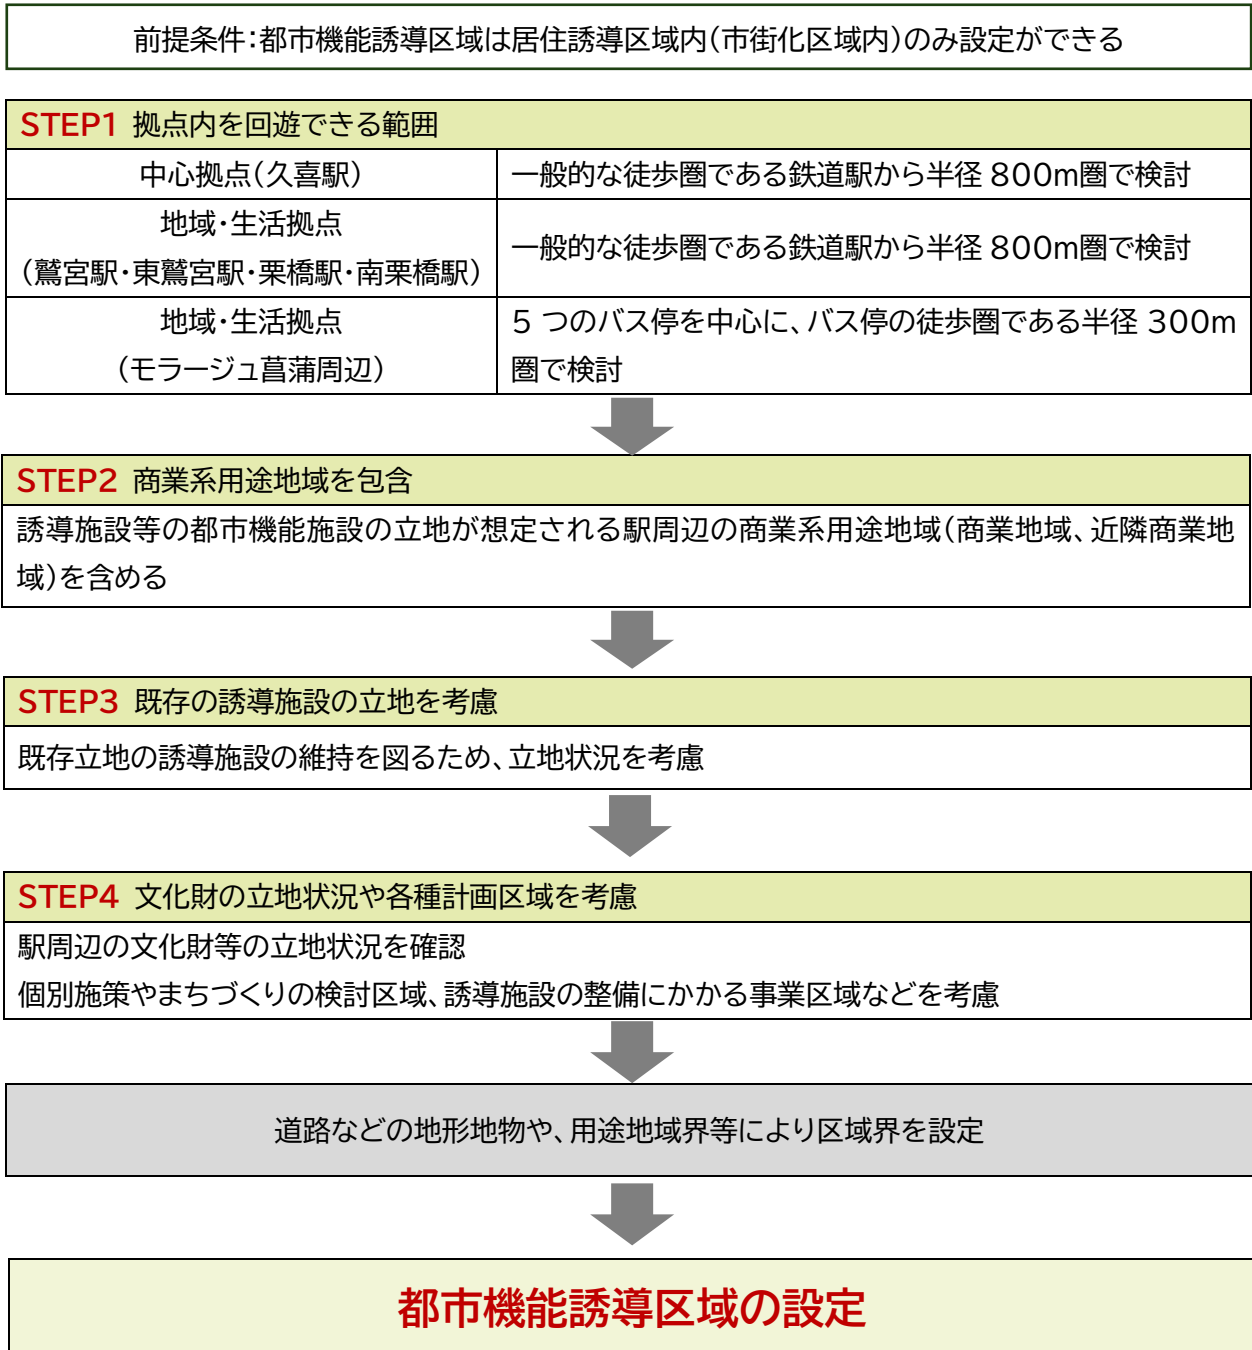 前提条件：都市機能誘導区域は居住誘導区域内（市街化区域内）のみ設定ができる
STEP1 拠点内を回遊できる範囲
中心拠点（久喜駅）
一般的な徒歩圏である鉄道駅から半径 800m圏で検討
地域・生活拠点
（鷲宮駅・東鷲宮駅・栗橋駅・南栗橋駅）
一般的な徒歩圏である鉄道駅から半径 800m圏で検討
地域・生活拠点
（モラージュ菖蒲周辺）
5 つのバス停を中心に、バス停の徒歩圏である半径 300m
圏で検討
STEP2 商業系用途地域を包含
誘導施設等の都市機能施設の立地が想定される駅周辺の商業系用途地域（商業地域、近隣商業地
域）を含める
STEP3 既存の誘導施設の立地を考慮
既存立地の誘導施設の維持を図るため、立地状況を考慮
STEP4 文化財の立地状況や各種計画区域を考慮
駅周辺の文化財等の立地状況を確認
個別施策やまちづくりの検討区域、誘導施設の整備にかかる事業区域などを考慮
道路などの地形地物や、用途地域界等により区域界を設定
都市機能誘導区域の設定